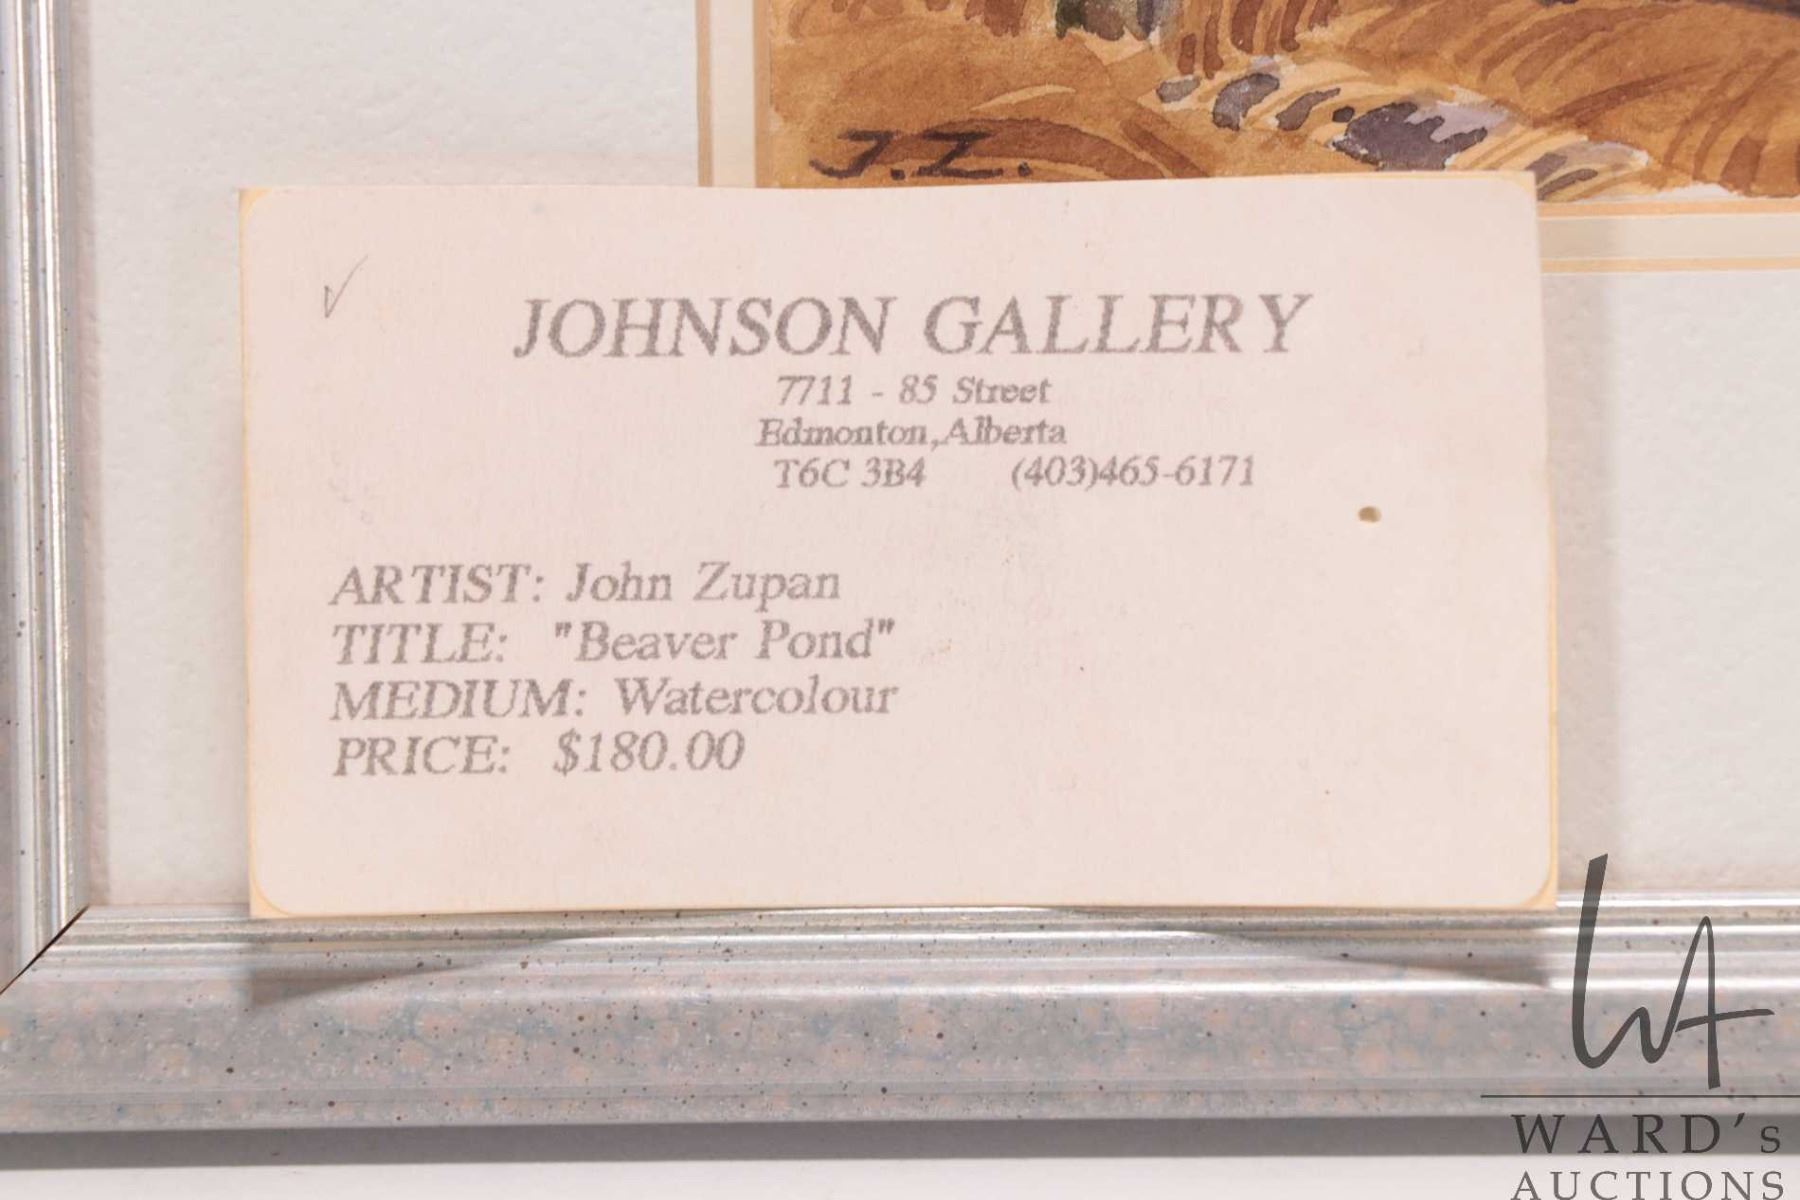 J.Z.
JOHNSON GALLERY
7711 - 85 Street
Edmonton,Alberta
T6C 3B4 (403)465-6171
ARTIST: John Zupan
TITLE: "Beaver Pond"
MEDIUM: Watercolour
PRICE: $180.00
WA
WARD's
AUCTIONS